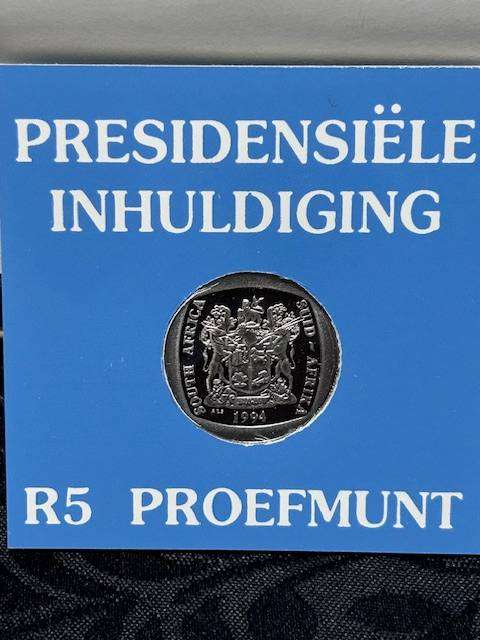 PRESIDENSIËLE
INHULDIGING
SOUTH AFRICA
SUID-AFRIKA
1994
R5 PROEFMUNT